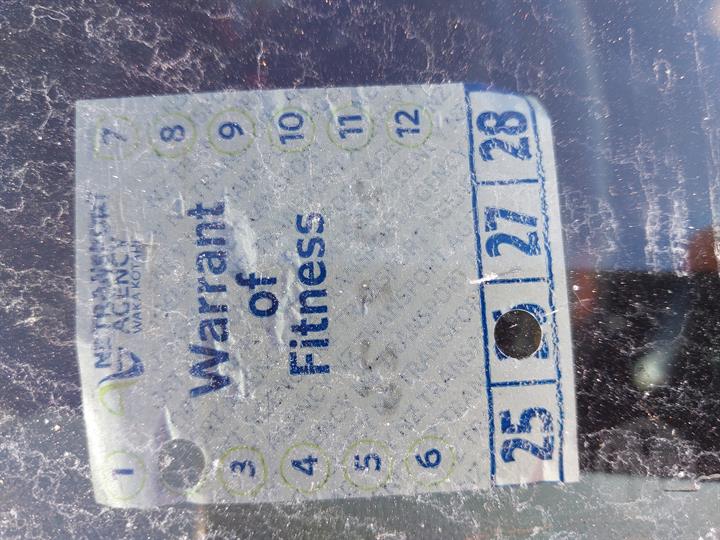 NZ TRANSPORT
AGENCY
WAKA KOTAHI
1
7
8
Warrant
3
9
of
4
10
Fitness
5
11
6
12
25
27
28